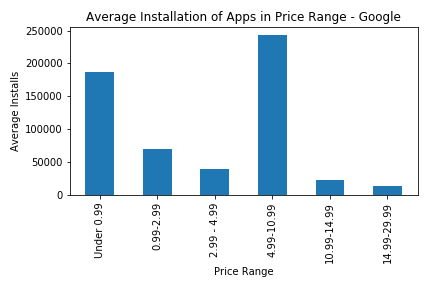 Average Installation of Apps in Price Range - Google
Average Installs
250000
200000
150000
100000
50000
0
Under 0.99
0.99-2.99
2.99 - 4.99
4.99-10.99
10.99-14.99
14.99-29.99
Price Range